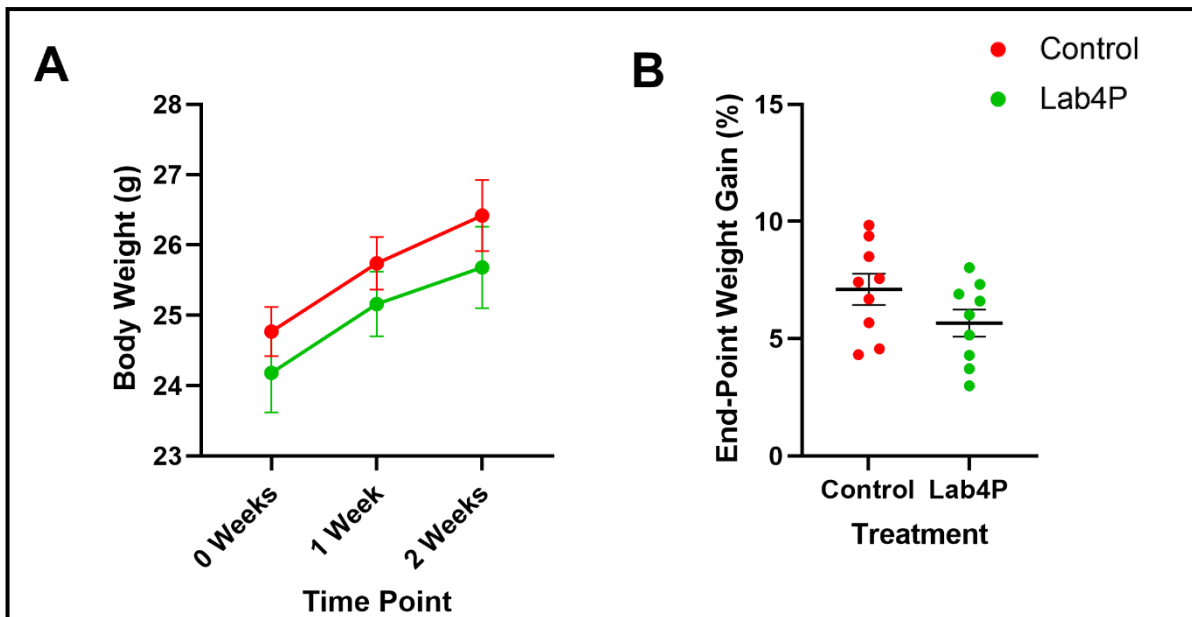 A
Body Weight (g)
28
27
26
25
24
23
0 Weeks
1 Week
2 Weeks
Time Point
B
Control
Lab4P
End-Point Weight Gain (%)
15
10
5
0
Control Lab4P
Treatment